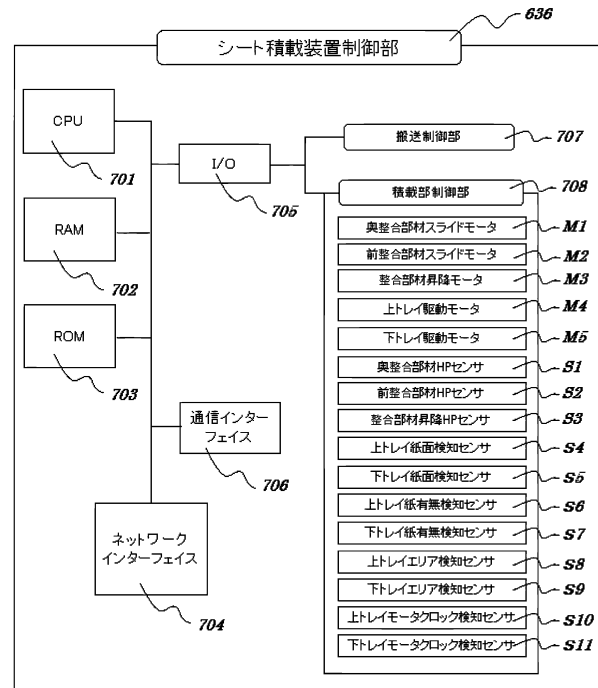 シート積載装置制御部
636
CPU
701
RAM
702
ROM
703
I/O
705
通信インター
フェイス
706
ネットワーク
インターフェイス
704
搬送制御部
707
積載部制御部
708
奥整合部材スライドモータ M1
前整合部材スライドモータ M2
整合部材昇降モータ M3
上トレイ駆動モータ M4
下トレイ駆動モータ M5
奥整合部材HPセンサ S1
前整合部材HPセンサ S2
整合部材昇降HPセンサ S3
上トレイ紙面検知センサ S4
下トレイ紙面検知センサ S5
上トレイ紙有無検知センサ S6
下トレイ紙有無検知センサ S7
上トレイエリア検知センサ S8
下トレイエリア検知センサ S9
上トレイモータクロック検知センサ S10
下トレイモータクロック検知センサ S11